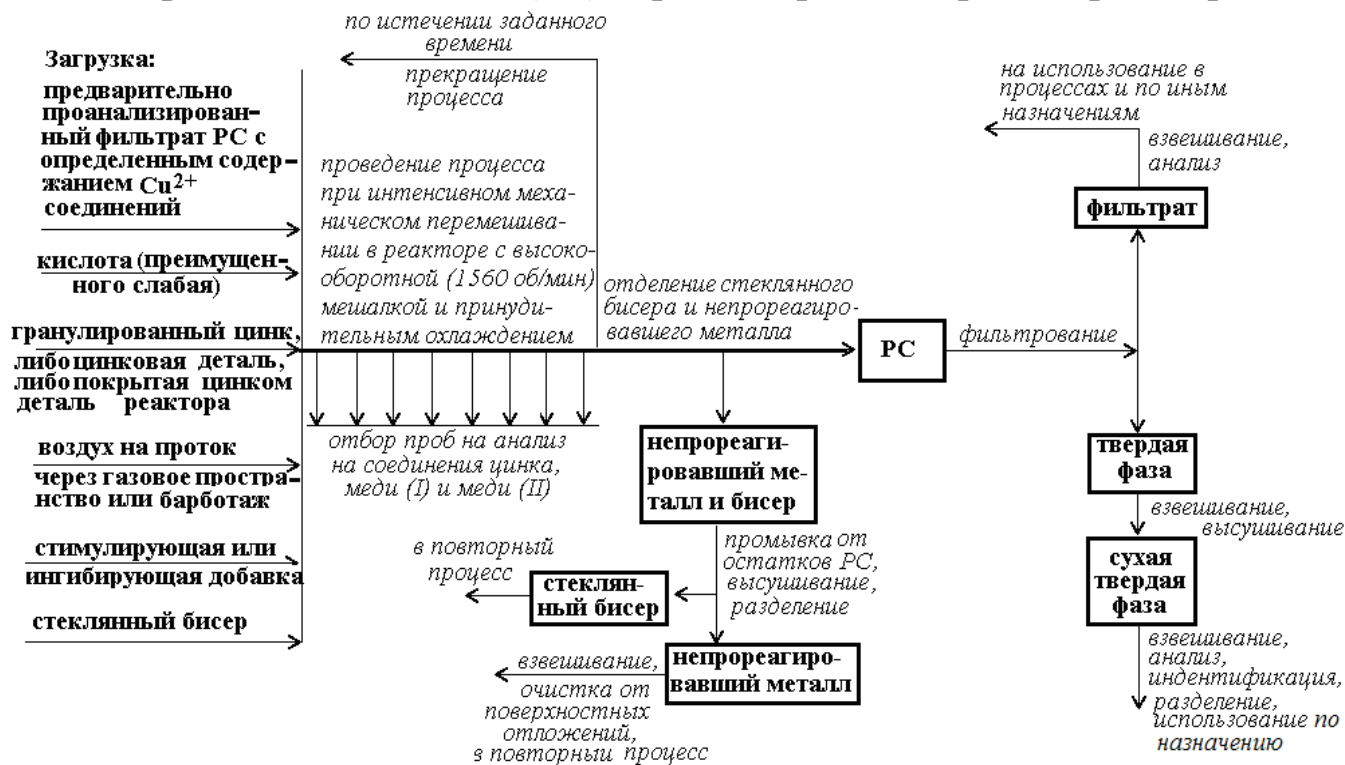 по истечении заданного
времени
прекращение
процесса
Загрузка:
предварительно
проанализирован-
ный фильтрат РС с
определенным содер-
жанием Cu2+
соединений
кислота (преимущен-
ного слабая)
гранулированный цинк,
либо цинковая деталь,
либо покрытая цинком
деталь реактора
воздух на проток
через газовое простра-
нство или барботаж
стимулирующая или
ингибирующая добавка
стеклянный бисер
проведение процесса
при интенсивном меха-
ническом перемешива-
нии в реакторе с высоко-
оборотной (1560 об/мин)
мешалкой и принуди-
тельным охлаждением
отбор проб на анализ
на соединения цинка,
меди (I) и меди (II)
отделение стеклянного
бисера и непрореагиро-
вавшего металла
РС
фильтрование
непрореаги-
ровавший ме-
талл и бисер
промывка от
остатков РС,
высушивание,
разделение
в повторный
процесс
стеклян-
ный бисер
непрореагиро-
вавший металл
взвешивание,
очистка от
поверхностных
отложений,
в повторный процесс
на использование в
процессах и по иным
назначениям
взвешивание,
анализ
фильтрат
твердая
фаза
взвешивание,
высушивание
сухая
твердая
фаза
взвешивание,
анализ,
индентификация,
разделение,
использование по
назначению